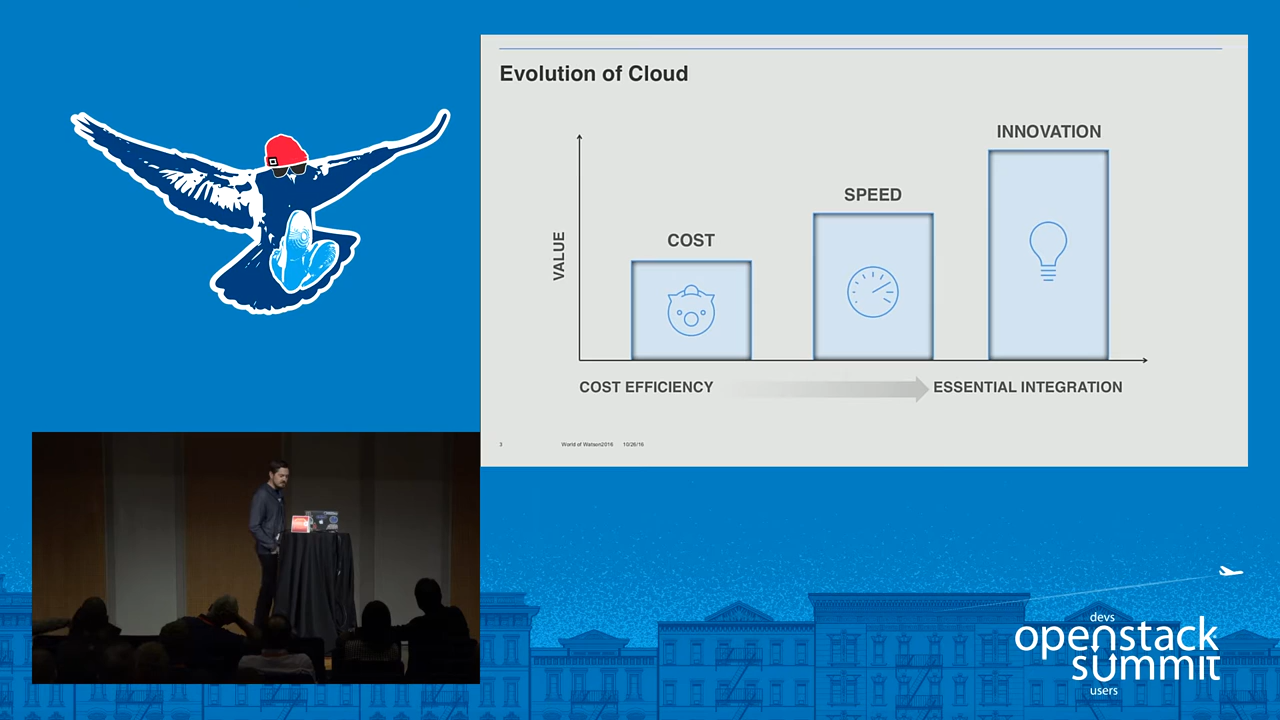 Evolution of Cloud
INNOVATION
SPEED
COST
VALUE
COST EFFICIENCY
ESSENTIAL INTEGRATION
3 World of Watson2016 10/26/16
devs
openstack
summit
users